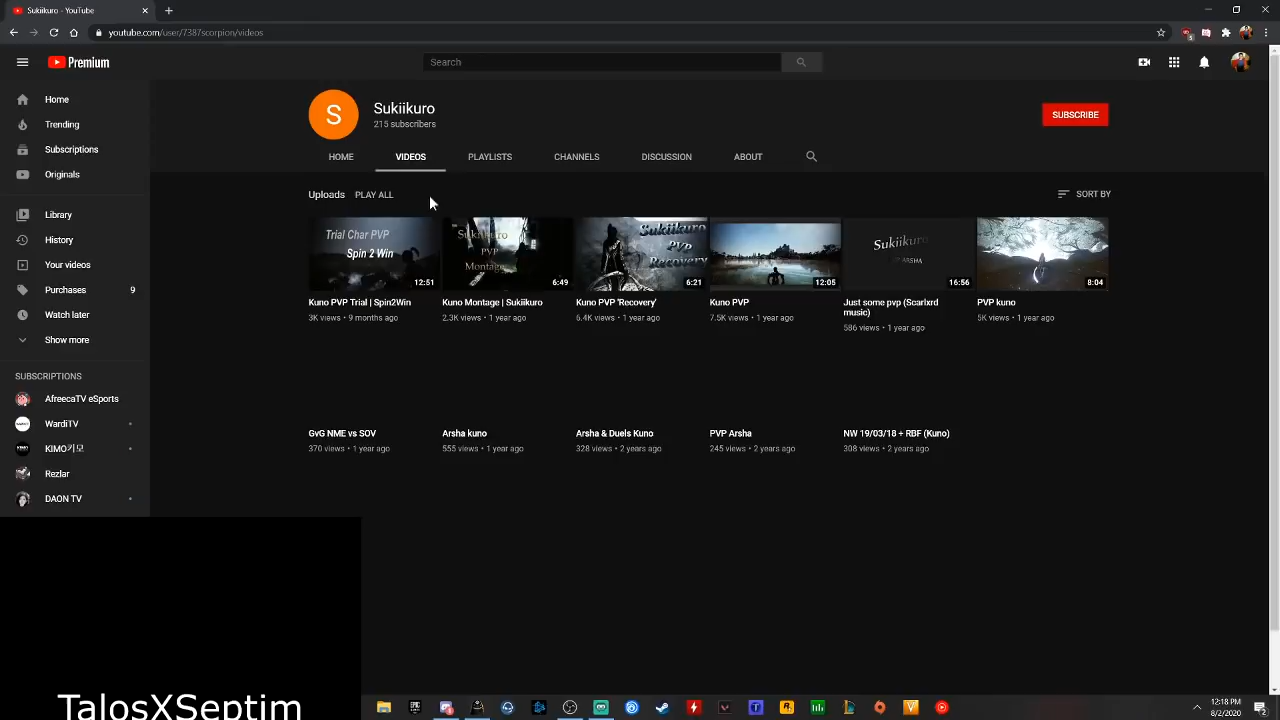 Sukiikuro - YouTube
youtube.com/user/7387scorpion/videos
Premium
Search
Home
Trending
Subscriptions
Originals
Library
History
Your videos
Purchases 9
Watch later
Show more
SUBSCRIPTIONS
AfreecaTV eSports
WardiTV
KIMO키모
Rezlar
DAON TV
S
Sukiikuro
215 subscribers
SUBSCRIBE
HOME VIDEOS PLAYLISTS CHANNELS DISCUSSION ABOUT
Uploads PLAY ALL
SORT BY
Trial Char PVP
Spin 2 Win
12:51
Kuno PVP Trial | Spin2Win
3K views • 9 months ago
Sukiikuro
PVP
Montage
6:49
Kuno Montage | Sukiikuro
2.3K views • 1 year ago
Sukiikuro
PVP
Recovery
6:21
Kuno PVP 'Recovery'
6.4K views • 1 year ago
12:05
Kuno PVP
7.5K views • 1 year ago
Sukiikuro
ARSHA
16:56
Just some pvp (Scarlxrd
music)
586 views • 1 year ago
8:04
PVP kuno
5K views • 1 year ago
GvG NME vs SOV
370 views • 1 year ago
Arsha kuno
555 views • 1 year ago
Arsha & Duels Kuno
328 views • 2 years ago
PVP Arsha
245 views • 2 years ago
NW 19/03/18 + RBF (Kuno)
308 views • 2 years ago
TalosXSeptim
12:18 PM
8/2/2020